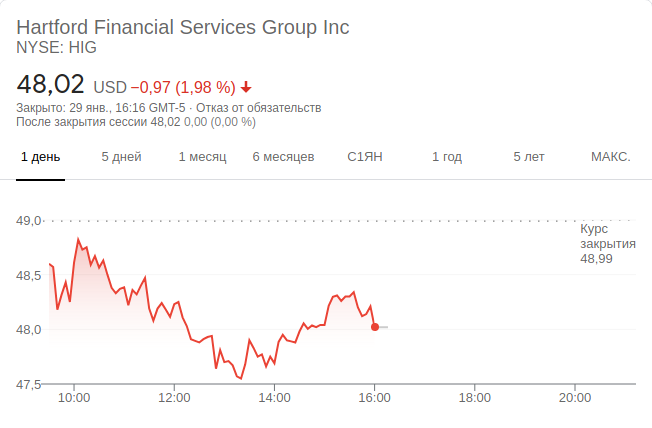 Hartford Financial Services Group Inc
NYSE: HIG
48,02 USD −0,97 (1,98 %)
Закрыто: 29 янв., 16:16 GMT-5 · Отказ от обязательств
После закрытия сессии 48,02 0,00 (0,00 %)
1 день 5 дней 1 месяц 6 месяцев С1ЯН 1 год 5 лет МАКС.
49,0
Курс
закрытия
48,99
48,5
48,0
47,5
10:00 12:00 14:00 16:00 18:00 20:00